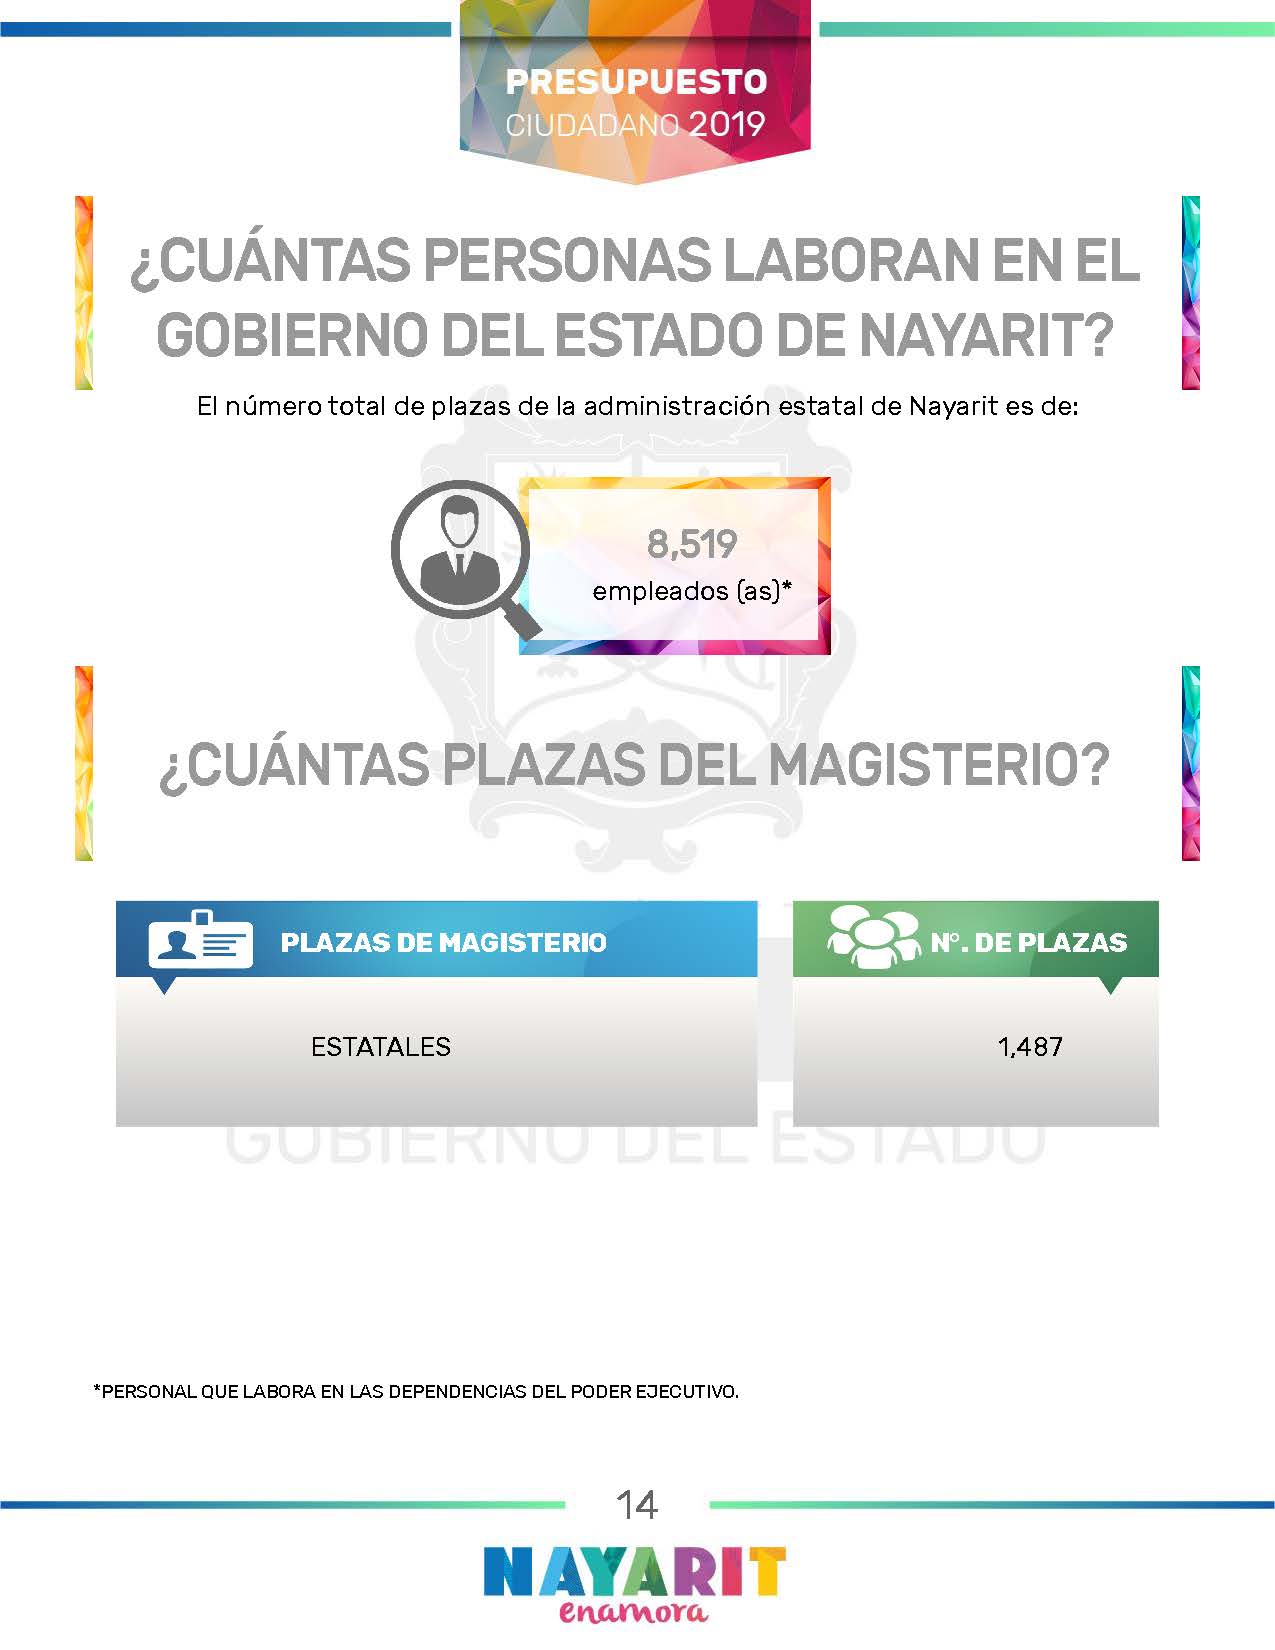 PRESUPUESTO
CIUDADANO 2019
¿CUÁNTAS PERSONAS LABORAN EN EL
GOBIERNO DEL ESTADO DE NAYARIT?
El número total de plazas de la administración estatal de Nayarit es de:
8,519
empleados (as)*
¿CUÁNTAS PLAZAS DEL MAGISTERIO?
PLAZAS DE MAGISTERIO
N°. DE PLAZAS
ESTATALES
1,487
GOBIERNO DEL ESTADO
*PERSONAL QUE LABORA EN LAS DEPENDENCIAS DEL PODER EJECUTIVO.
14
NAYARIT
enamora